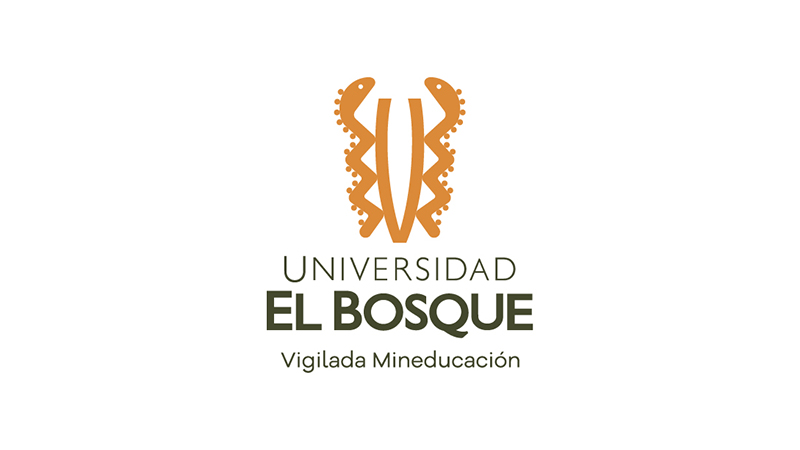 UNIVERSIDAD
EL BOSQUE
Vigilada Mineducación